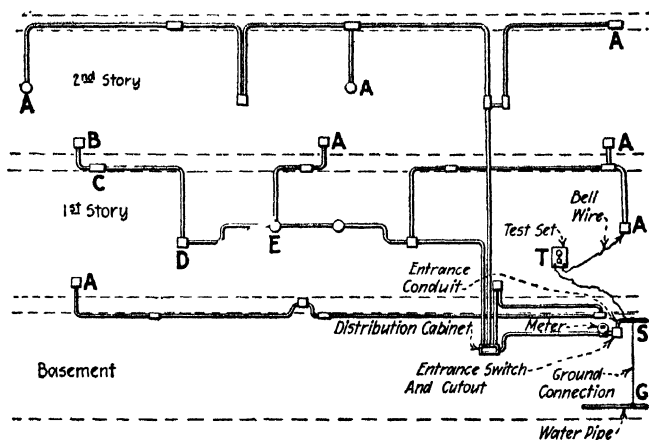 A
2nd Story
A
A
B
A
A
C
1st Story
Bell
Wire
Test Set
A
D
E
T
A
Entrance
Conduit
Distribution Cabinet
Meter
S
Entrance Switch
And Cutout
Ground
Connection
Basement
G
Water Pipe